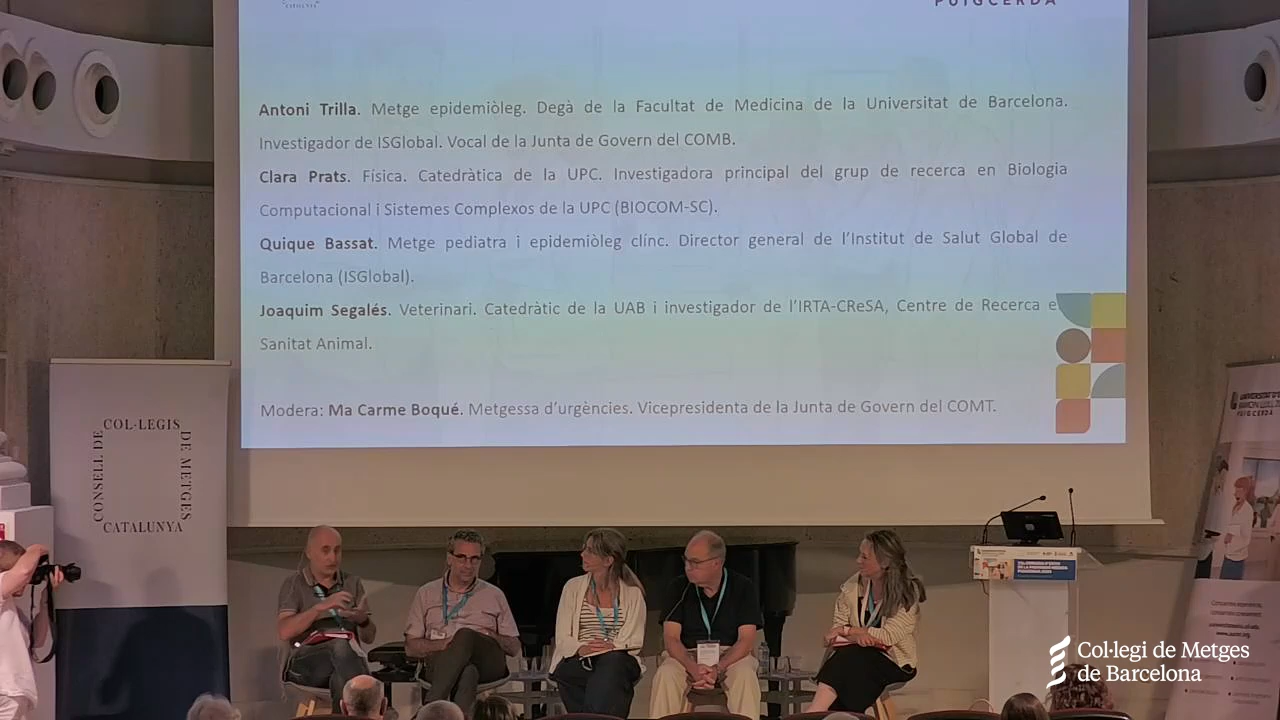 CATALUNYA
PUIGCERDÀ
Antoni Trilla. Metge epidemiòleg. Degà de la Facultat de Medicina de la Universitat de Barcelona.
Investigador de ISGlobal. Vocal de la Junta de Govern del COMB.
Clara Prats. Física. Catedràtica de la UPC. Investigadora principal del grup de recerca en Biologia
Computacional i Sistemes Complexos de la UPC (BIOCOM-SC).
Quique Bassat. Metge pediatra i epidemiòleg clínc. Director general de l’Institut de Salut Global de
Barcelona (ISGlobal).
Joaquim Segalés. Veterinari. Catedràtic de la UAB i investigador de l’IRTA-CReSA, Centre de Recerca e
Sanitat Animal.
Modera: Ma Carme Boqué. Metgessa d’urgències. Vicepresidenta de la Junta de Govern del COMT.
CONSELL DE
COL·LEGIS
DE METGES
CATALUNYA
PUIGCERDÀ
Col·legi de Metges
de Barcelona